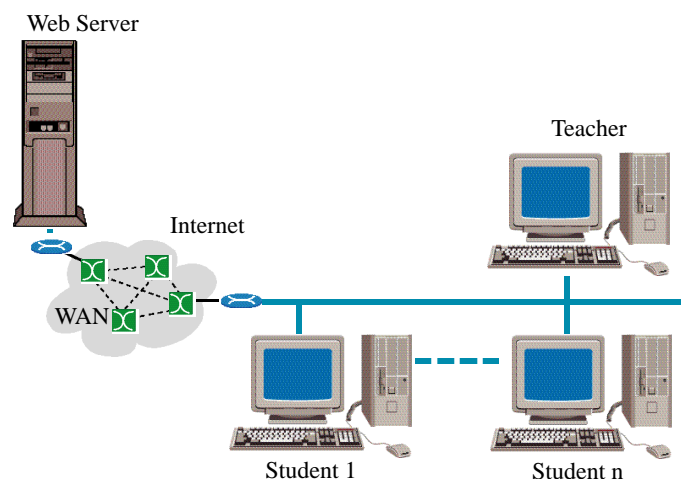 Web Server
Teacher
Internet
WAN
Student 1
Student n